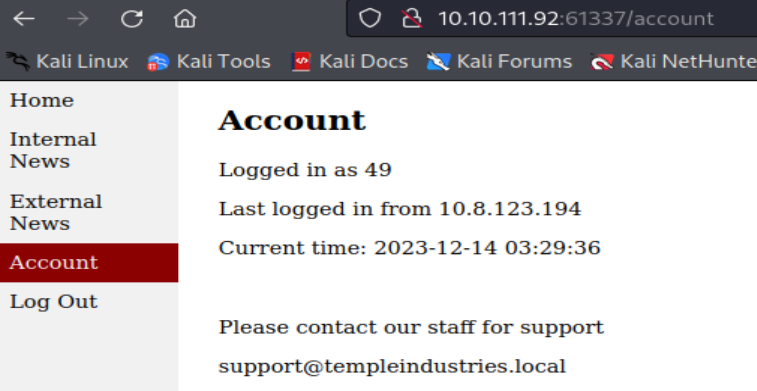 10.10.111.92:61337/account
Kali Linux Kali Tools Kali Docs Kali Forums Kali NetHunte
Home
Internal
News
External
News
Account
Log Out
Account
Logged in as 49
Last logged in from 10.8.123.194
Current time: 2023-12-14 03:29:36
Please contact our staff for support
support@templeindustries.local